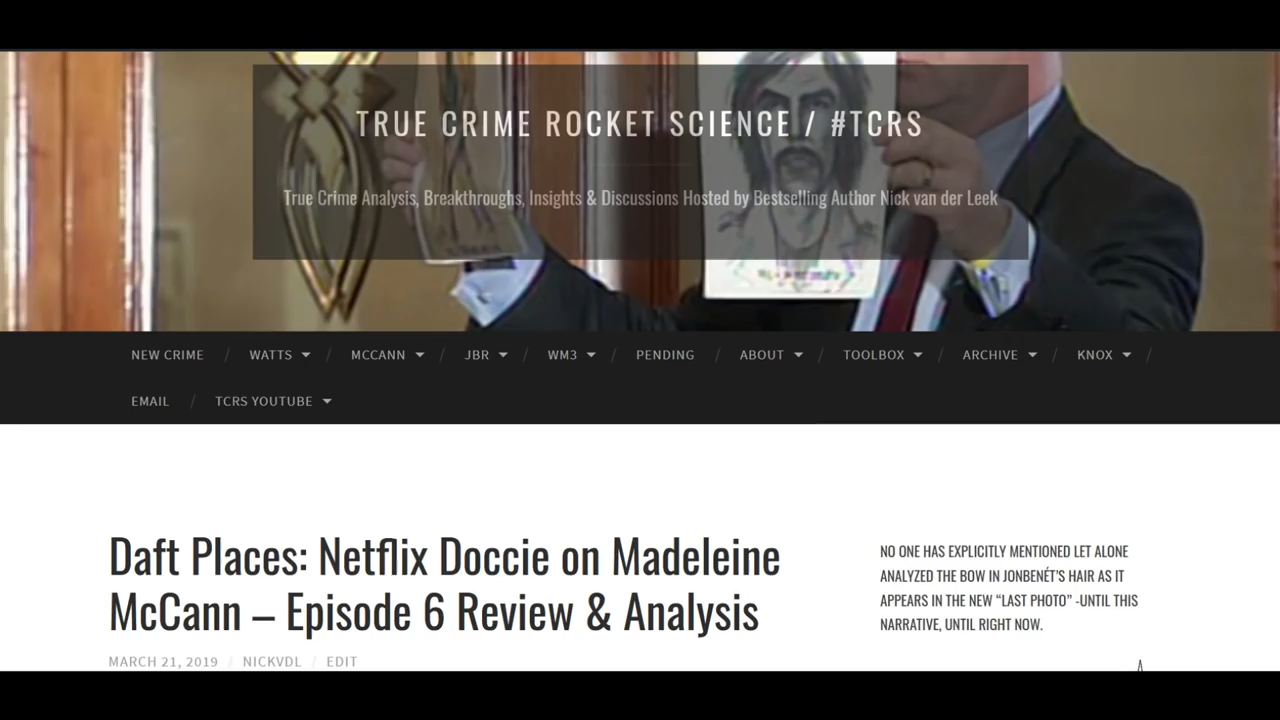 TRUE CRIME ROCKET SCIENCE / #TCRS
True Crime Analysis, Breakthroughs, Insights & Discussions Hosted by Bestselling Author Nick van der Leek
NEW CRIME / WATTS / MCCANN / JBR / WM3 / PENDING / ABOUT / TOOLBOX / ARCHIVE / KNOX /
EMAIL / TCRS YOUTUBE
Daft Places: Netflix Doccie on Madeleine
McCann – Episode 6 Review & Analysis
MARCH 21, 2019 / NICKVDL / EDIT
NO ONE HAS EXPLICITLY MENTIONED LET ALONE
ANALYZED THE BOW IN JONBENÉT'S HAIR AS IT
APPEARS IN THE NEW “LAST PHOTO” -UNTIL THIS
NARRATIVE, UNTIL RIGHT NOW.